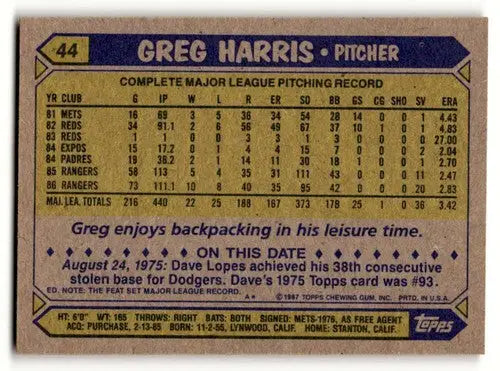 44
GREG HARRIS • PITCHER
COMPLETE MAJOR LEAGUE PITCHING RECORD
YR CLUB G IP W L R ER SO BB GS CG SHO SV ERA
81 METS 16 69 3 5 36 34 54 28 14 0 0 1 4.43
82 REDS 34 91.1 2 6 56 49 67 37 10 1 0 1 4.83
83 REDS 1 1 0 0 3 3 1 3 0 0 0 0 27.00
84 EXPOS 15 17 2 0 0 2 2.04
84 PADRES 19 36.2 2 1 14 11 30 18 1 0 0 1 2.70
85 RANGERS 58 113 5 4 35 31 111 43 0 0 0 11 2.47
86 RANGERS 73 111.1 10 8 40 35 95 42 0 0 0 20 2.83
MAJ. LEA. TOTALS 216 440 22 25 188 167 373 178 25 1 0 36 3.42
Greg enjoys backpacking in his leisure time.
ON THIS DATE
August 24, 1975: Dave Lopes achieved his 38th consecutive
stolen base for Dodgers. Dave's 1975 Topps card was #93.
ED. NOTE: THE FEAT SET MAJOR LEAGUE RECORD. A* ©1987 TOPPS CHEWING GUM, INC. PRTD. IN U.S.A.
HT: 6'0" WT: 165 THROWS: RIGHT BATS: BOTH SIGNED: METS-1976, AS FREE AGENT
ACQ: PURCHASE, 2-13-85 BORN: 11-2-55, LYNWOOD, CALIF. HOME: STANTON, CALIF.
Topps